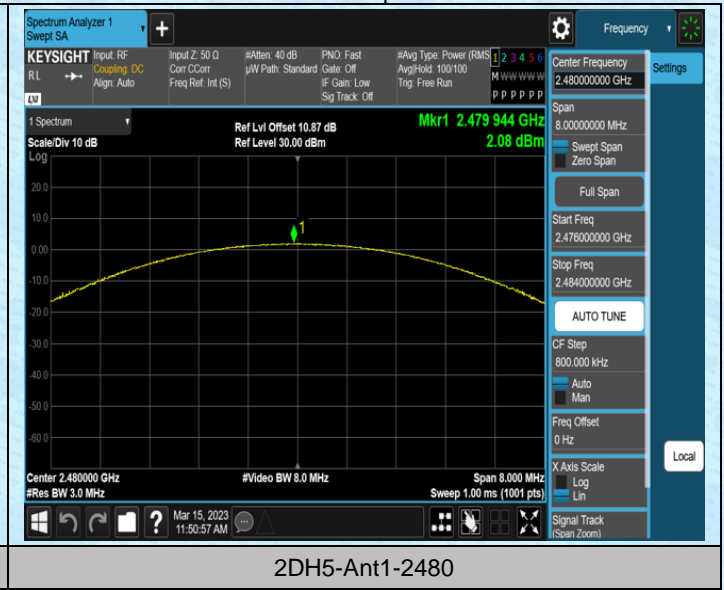 Spectrum Analyzer 1
Swept SA
+
Frequency
KEYSIGHT
RL
LXI
Input: RF
Coupling: DC
Align: Auto
Input Z: 50 Ω
Corr CCorr
Freq Ref: Int (S)
#Atten: 40 dB
µW Path: Standard
PNO: Fast
Gate: Off
IF Gain: Low
Sig Track: Off
#Avg Type: Power (RMS
Avg|Hold: 100/100
Trig: Free Run
1 2 3 4 5 6
M W W W W W
P P P P P P
Center Frequency
2.480000000 GHz
Settings
Span
8.00000000 MHz
Swept Span
Zero Span
Full Span
Start Freq
2.476000000 GHz
Stop Freq
2.484000000 GHz
AUTO TUNE
CF Step
800.000 kHz
Auto
Man
Freq Offset
0 Hz
X Axis Scale
Log
Lin
Signal Track
(Span Zoom)
Local
1 Spectrum
Scale/Div 10 dB
Log
Ref Lvl Offset 10.87 dB
Ref Level 30.00 dBm
Mkr1 2.479 944 GHz
2.08 dBm
1
20.0
10.0
0.00
-10.0
-20.0
-30.0
-40.0
-50.0
-60.0
Center 2.480000 GHz
#Res BW 3.0 MHz
#Video BW 8.0 MHz
Span 8.000 MHz
Sweep 1.00 ms (1001 pts)
?
Mar 15, 2023
11:50:57 AM
2DH5-Ant1-2480